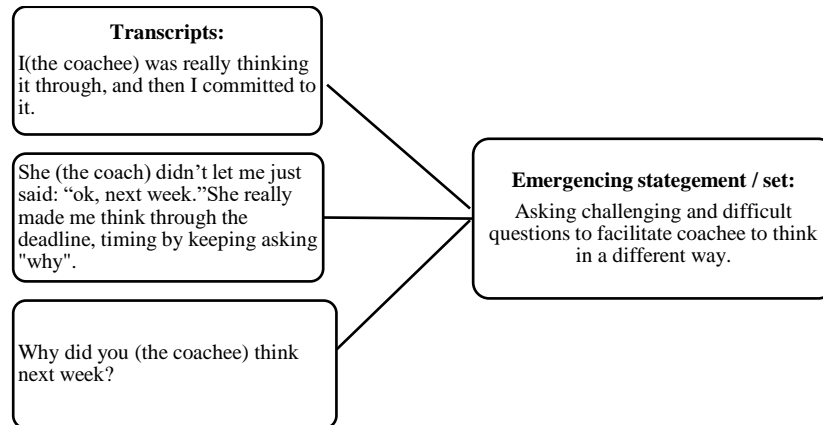 Transcripts:
I(the coachee) was really thinking
it through, and then I committed to
it.
She (the coach) didn’t let me just
said: “ok, next week.”She really
made me think through the
deadline, timing by keeping asking
"why".
Why did you (the coachee) think
next week?
Emergencing stategement / set:
Asking challenging and difficult
questions to facilitate coachee to think
in a different way.